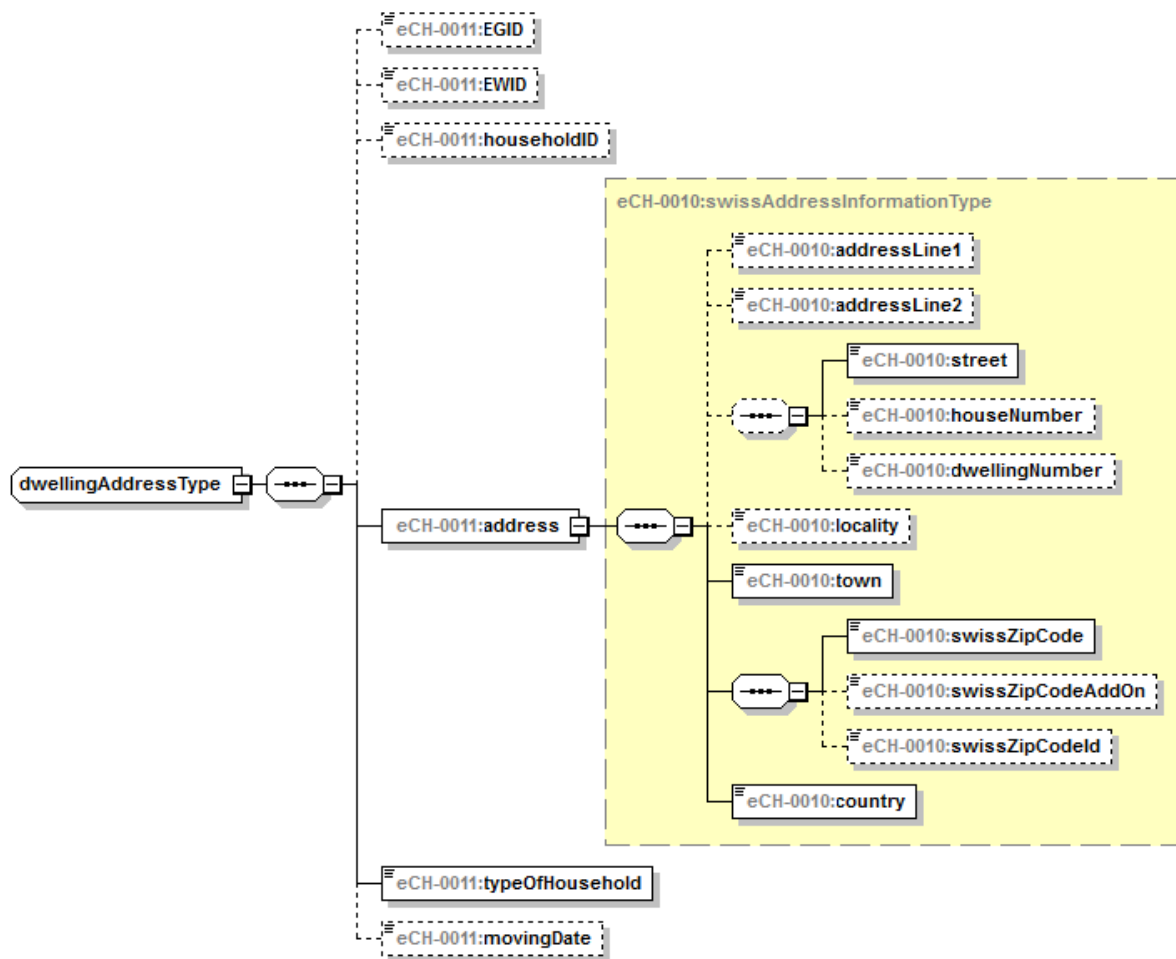 eCH-0011:EGID
eCH-0011:EWID
eCH-0011:householdID
eCH-0010:swissAddressInformationType
eCH-0010:addressLine1
eCH-0010:addressLine2
eCH-0010:street
eCH-0010:houseNumber
eCH-0010:dwellingNumber
dwellingAddressType
eCH-0011:address
eCH-0010:locality
eCH-0010:town
eCH-0010:swissZipCode
eCH-0010:swissZipCodeAddOn
eCH-0010:swissZipCodeId
eCH-0010:country
eCH-0011:typeOfHousehold
eCH-0011:movingDate